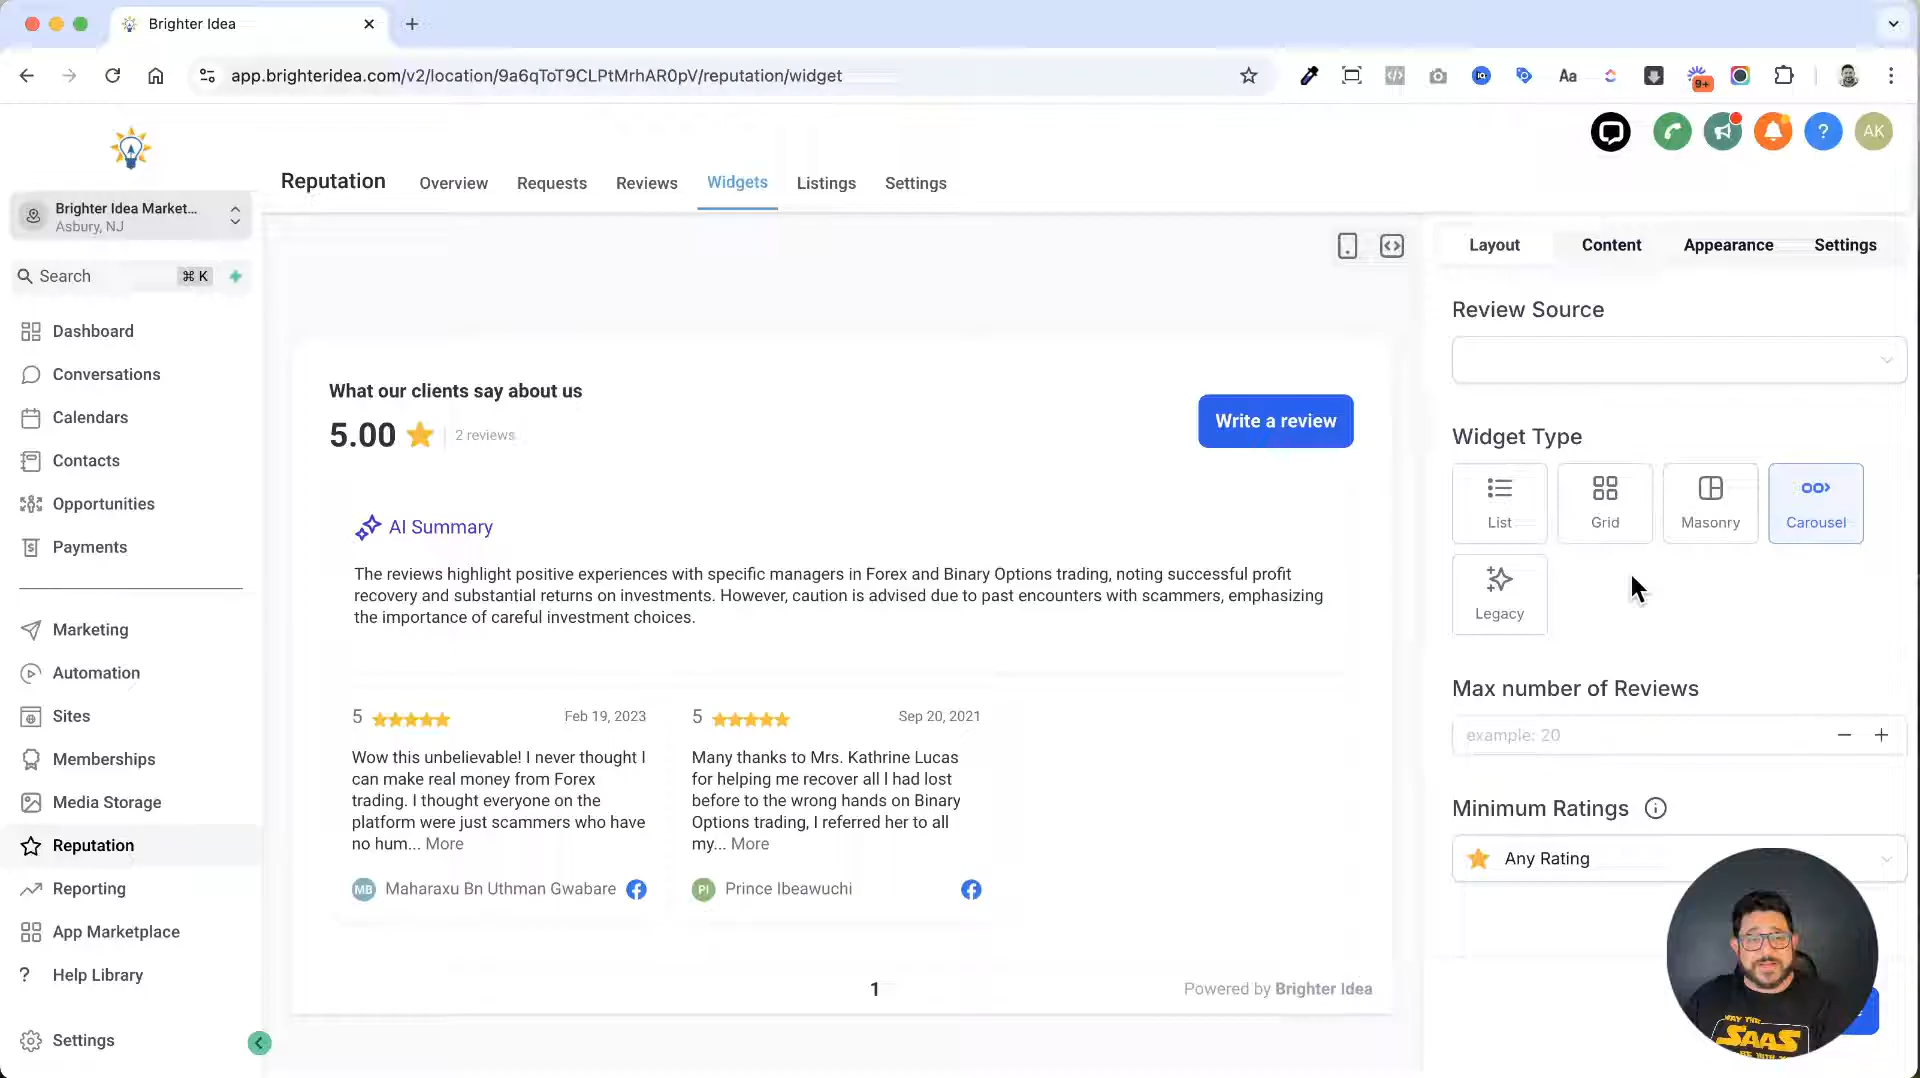 Brighter Idea
app.brighteridea.com/v2/location/9a6qToT9CLPtMrhAR0pV/reputation/widget
Aa
9+
AK
Brighter Idea Market...
Asbury, NJ
Search
⌘ K
Dashboard
Conversations
Calendars
Contacts
Opportunities
Payments
Marketing
Automation
Sites
Memberships
Media Storage
Reputation
Reporting
App Marketplace
Help Library
Settings
Reputation
Overview
Requests
Reviews
Widgets
Listings
Settings
What our clients say about us
5.00
2 reviews
Write a review
AI Summary
The reviews highlight positive experiences with specific managers in Forex and Binary Options trading, noting successful profit
recovery and substantial returns on investments. However, caution is advised due to past encounters with scammers, emphasizing
the importance of careful investment choices.
5
Feb 19, 2023
Wow this unbelievable! I never thought I
can make real money from Forex
trading. I thought everyone on the
platform were just scammers who have
no hum... More
MB
Maharaxu Bn Uthman Gwabare
5
Sep 20, 2021
Many thanks to Mrs. Kathrine Lucas
for helping me recover all I had lost
before to the wrong hands on Binary
Options trading, I referred her to all
my... More
PI
Prince Ibeawuchi
1
Powered by Brighter Idea
Layout
Content
Appearance
Settings
Review Source
Widget Type
List
Grid
Masonry
Carousel
Legacy
Max number of Reviews
example: 20
Minimum Ratings
Any Rating
MAY THE
SAAS
BE WITH